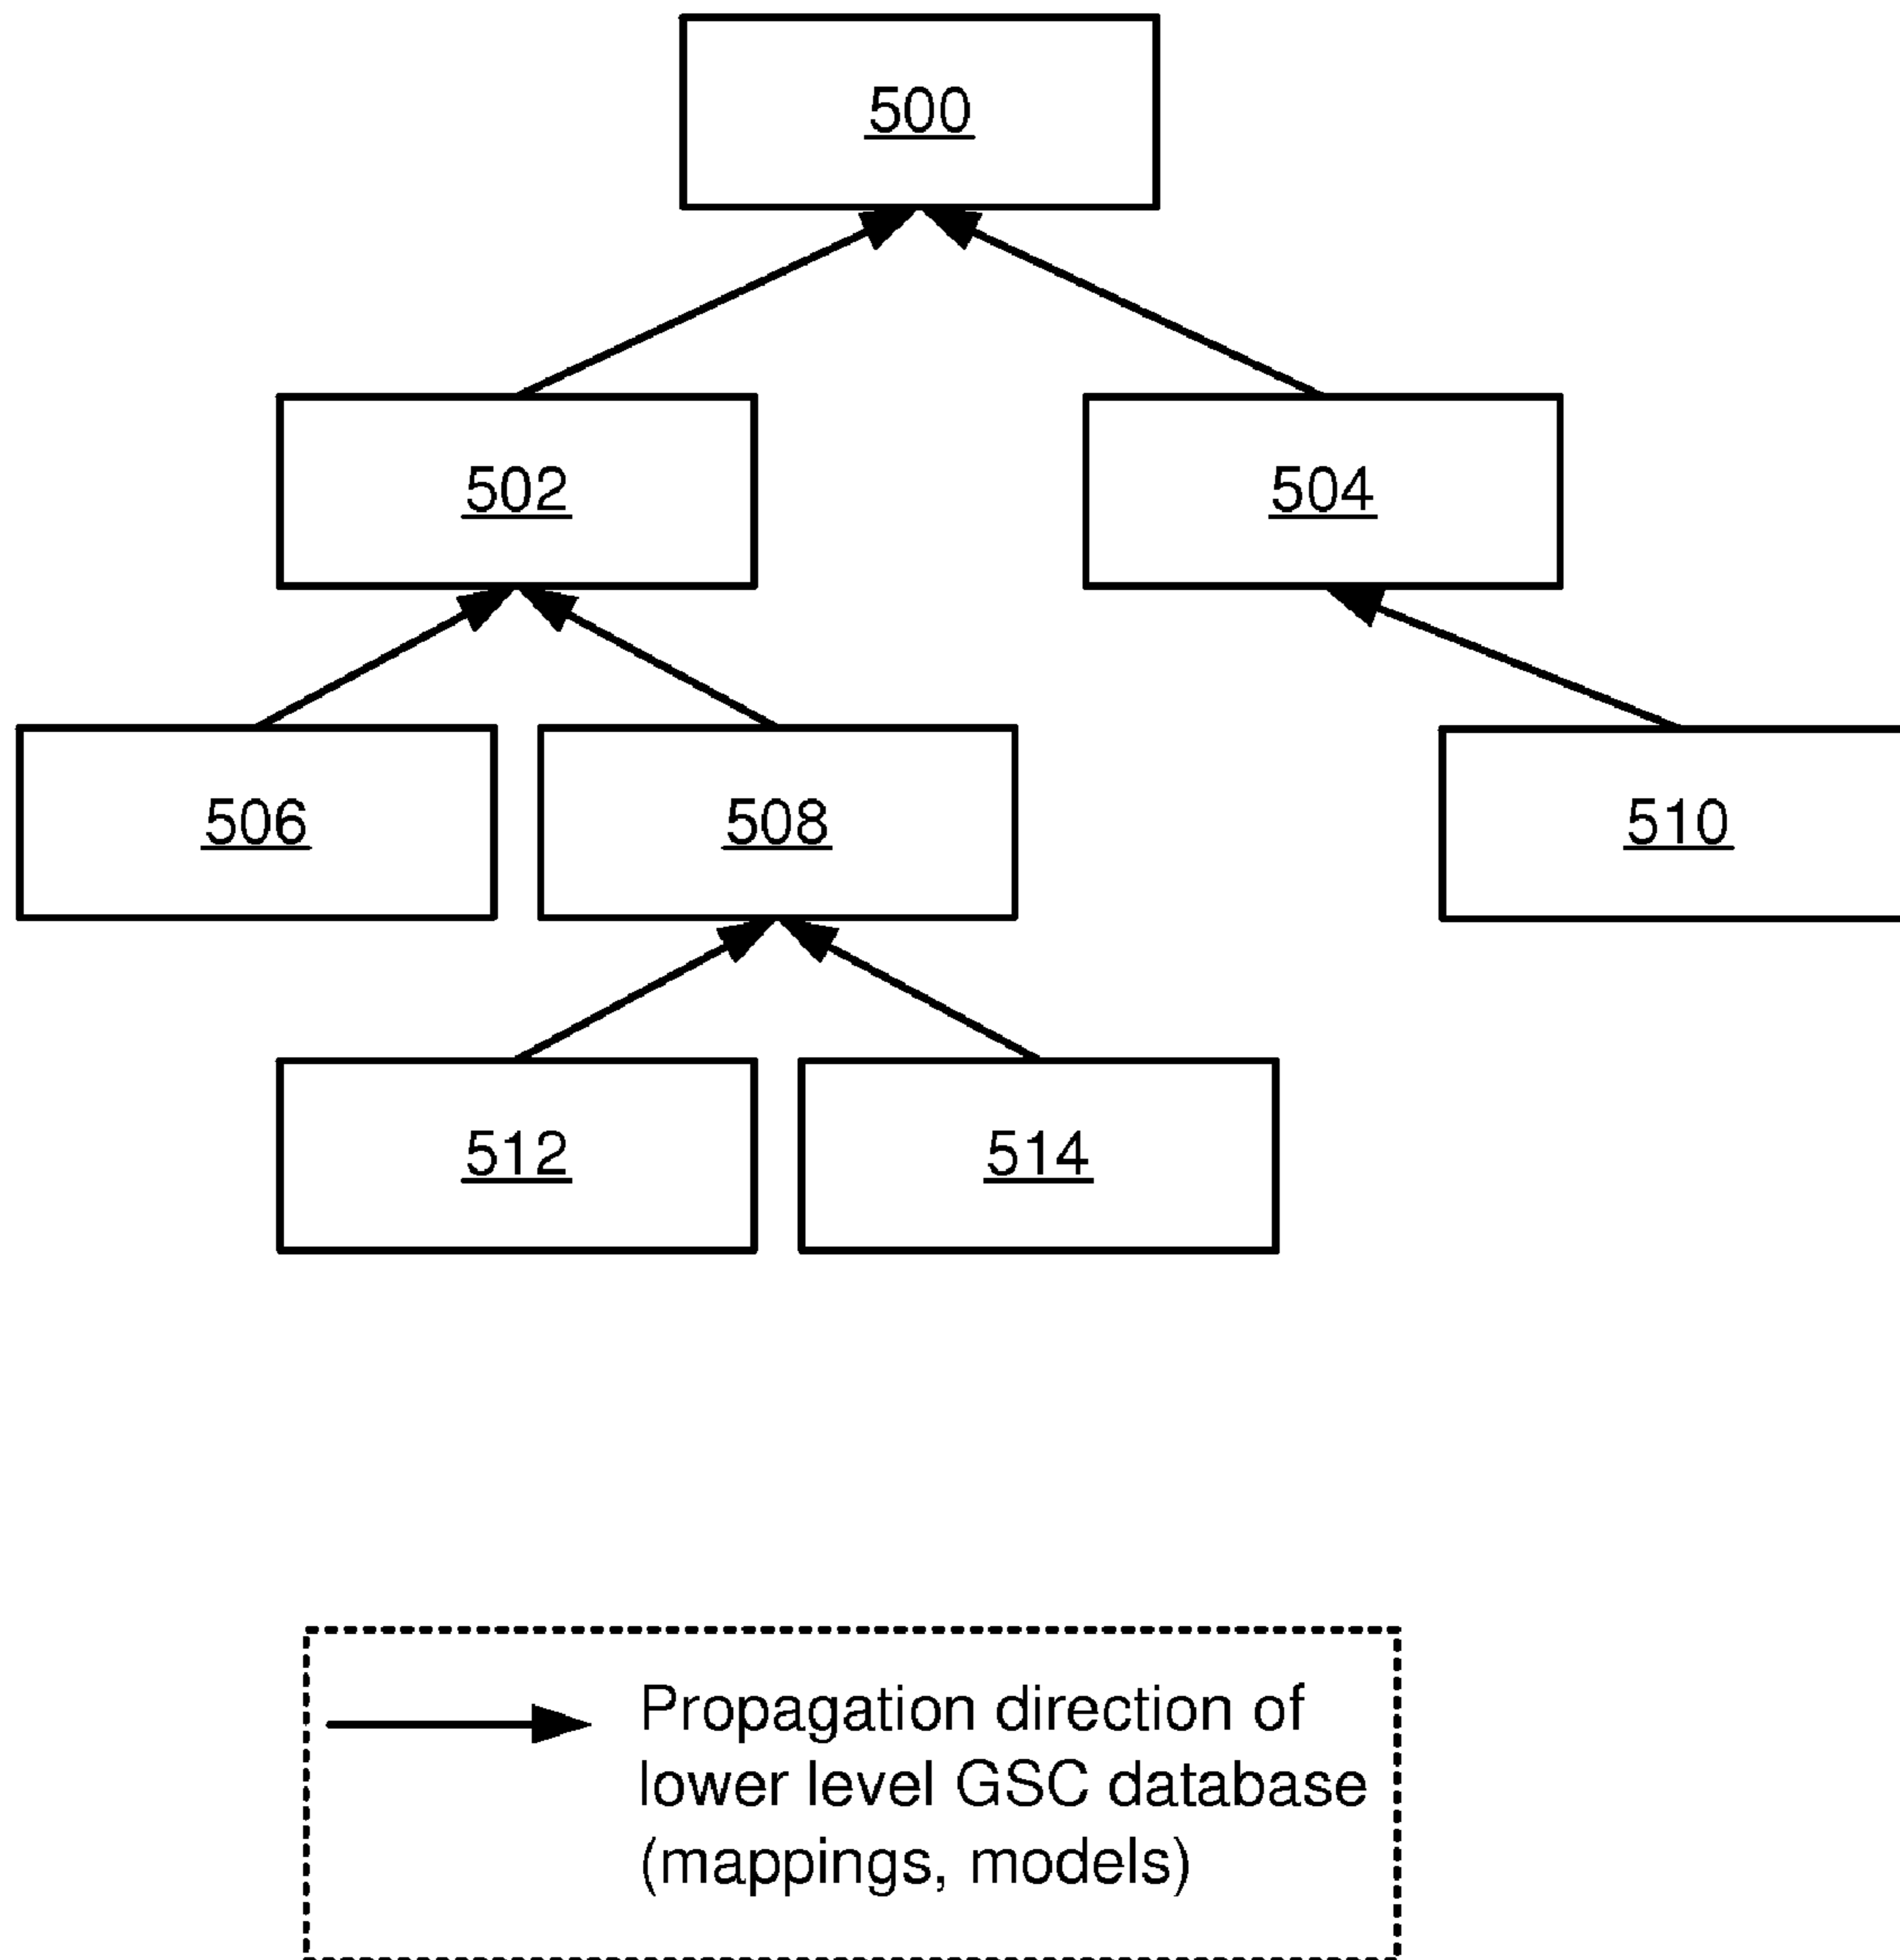 500
502
504
506
508
510
512
514
Propagation direction of
lower level GSC database
(mappings, models)